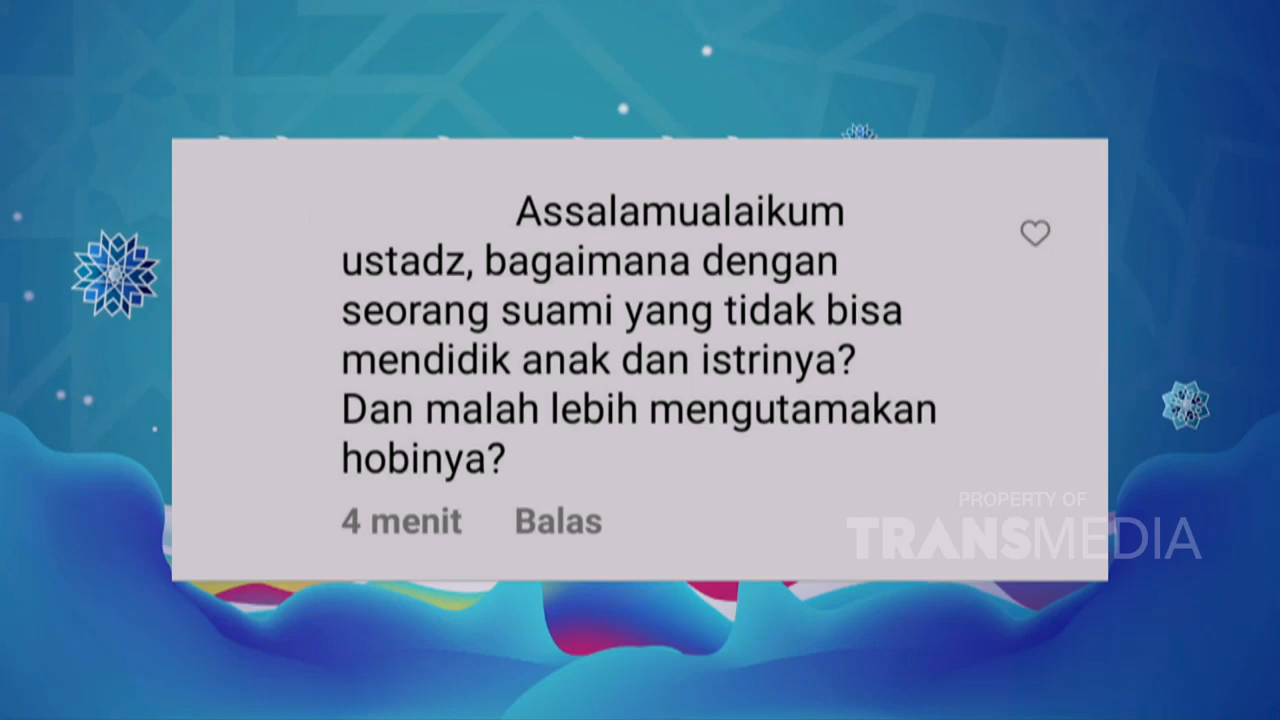 Assalamualaikum
ustadz, bagaimana dengan
seorang suami yang tidak bisa
mendidik anak dan istrinya?
Dan malah lebih mengutamakan
hobinya?
4 menit Balas
PROPERTY OF
TRANSMEDIA